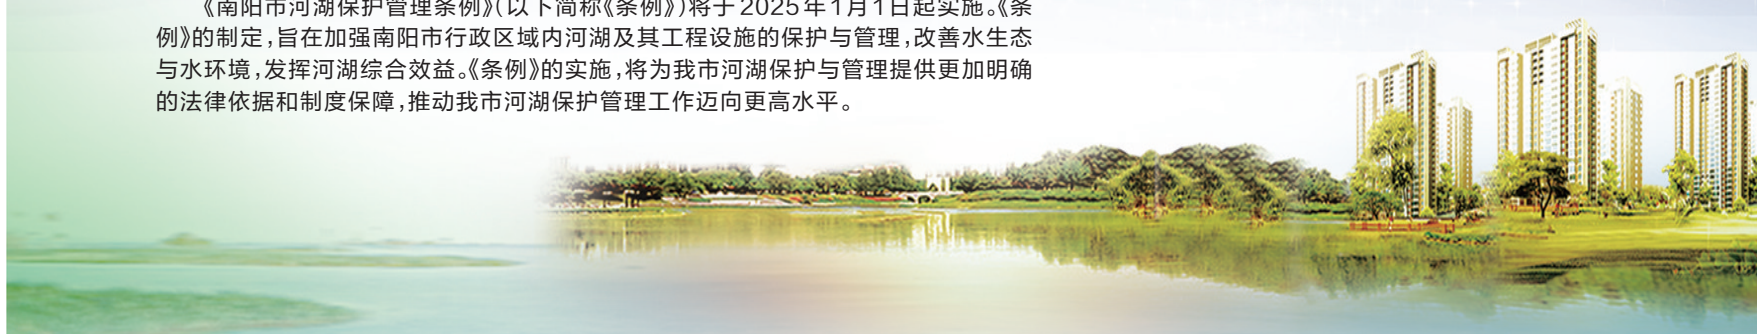 《南阳市河湖保护管理条例》(以下简称《条例》)将于2025年1月1日起实施。《条
例》的制定,旨在加强南阳市行政区域内河湖及其工程设施的保护与管理,改善水生态
与水环境,发挥河湖综合效益。《条例》的实施,将为我市河湖保护与管理提供更加明确
的法律依据和制度保障,推动我市河湖保护管理工作迈向更高水平。